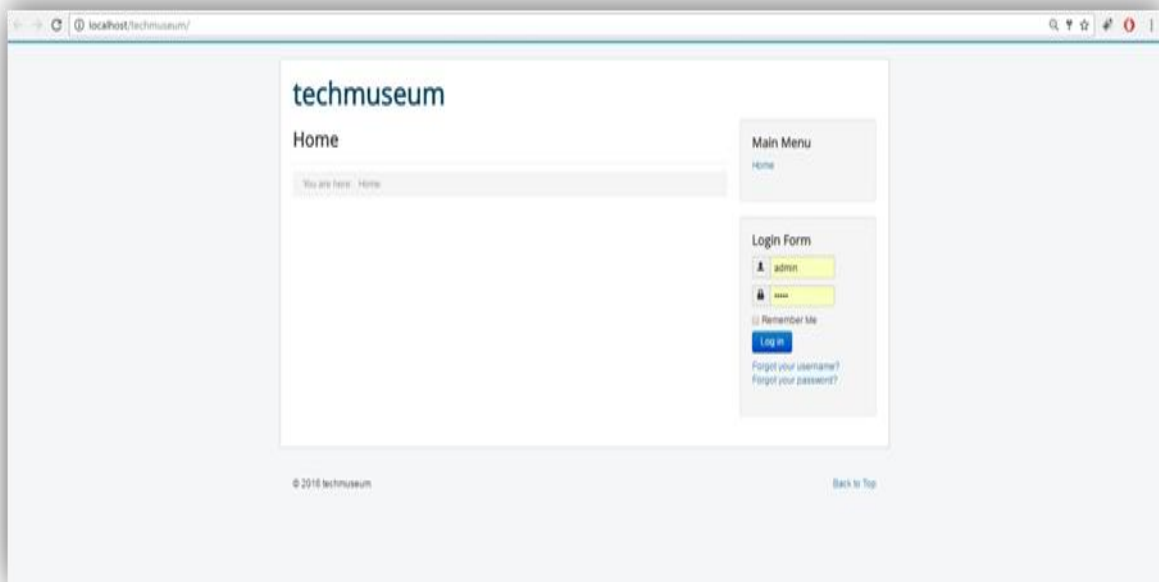 localhost/techmuseum/
techmuseum
Home
You are here: Home
Main Menu
Home
Login Form
admin
•••••
Remember Me
Log in
Forgot your username?
Forgot your password?
© 2018 techmuseum
Back to Top